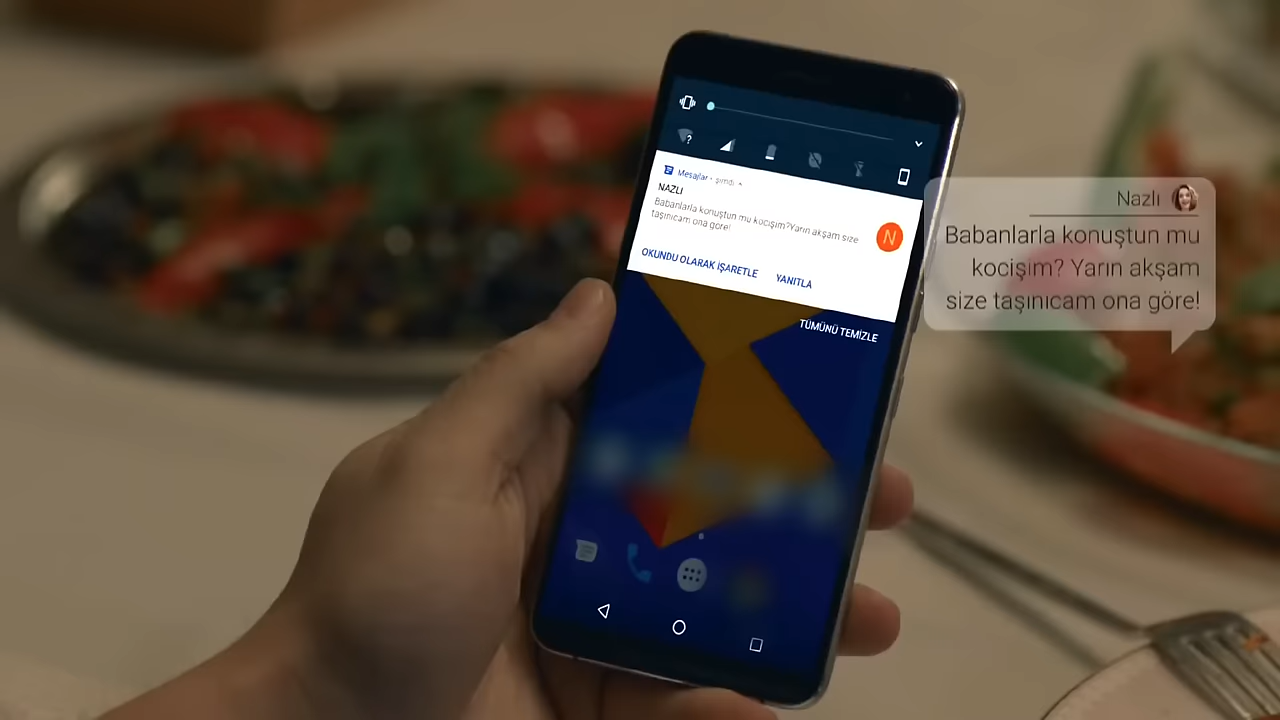 ?
Mesajlar • şimdi
NAZLI
Babanlarla konuştun mu kocişim?Yarın akşam size
taşınıcam ona göre!
N
OKUNDU OLARAK İŞARETLE YANITLA
TÜMÜNÜ TEMİZLE
Nazlı
Babanlarla konuştun mu
kocişim? Yarın akşam
size taşınıcam ona göre!